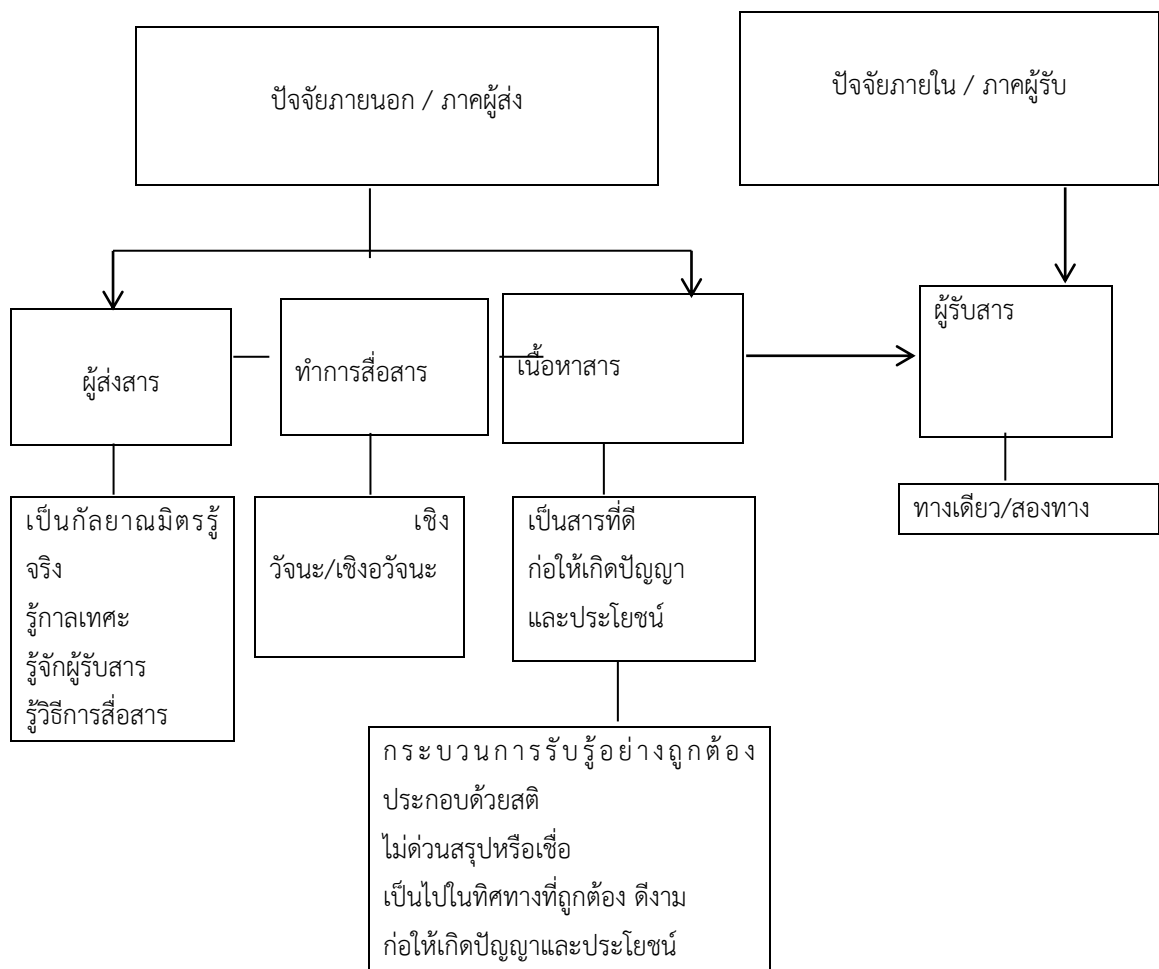 ปัจจัยภายนอก / ภาคผู้ส่ง
ปัจจัยภายใน / ภาคผู้รับ
ผู้ส่งสาร
ทำการสื่อสาร
เนื้อหาสาร
ผู้รับสาร
เป็นกัลยาณมิตรรู้
จริง
รู้กาลเทศะ
รู้จักผู้รับสาร
รู้วิธีการสื่อสาร
เชิง
วัจนะ/เชิงอวัจนะ
เป็นสารที่ดี
ก่อให้เกิดปัญญา
และประโยชน์
ทางเดียว/สองทาง
กระบวนการรับรู้อย่างถูกต้อง
ประกอบด้วยสติ
ไม่ด่วนสรุปหรือเชื่อ
เป็นไปในทิศทางที่ถูกต้อง ดีงาม
ก่อให้เกิดปัญญาและประโยชน์